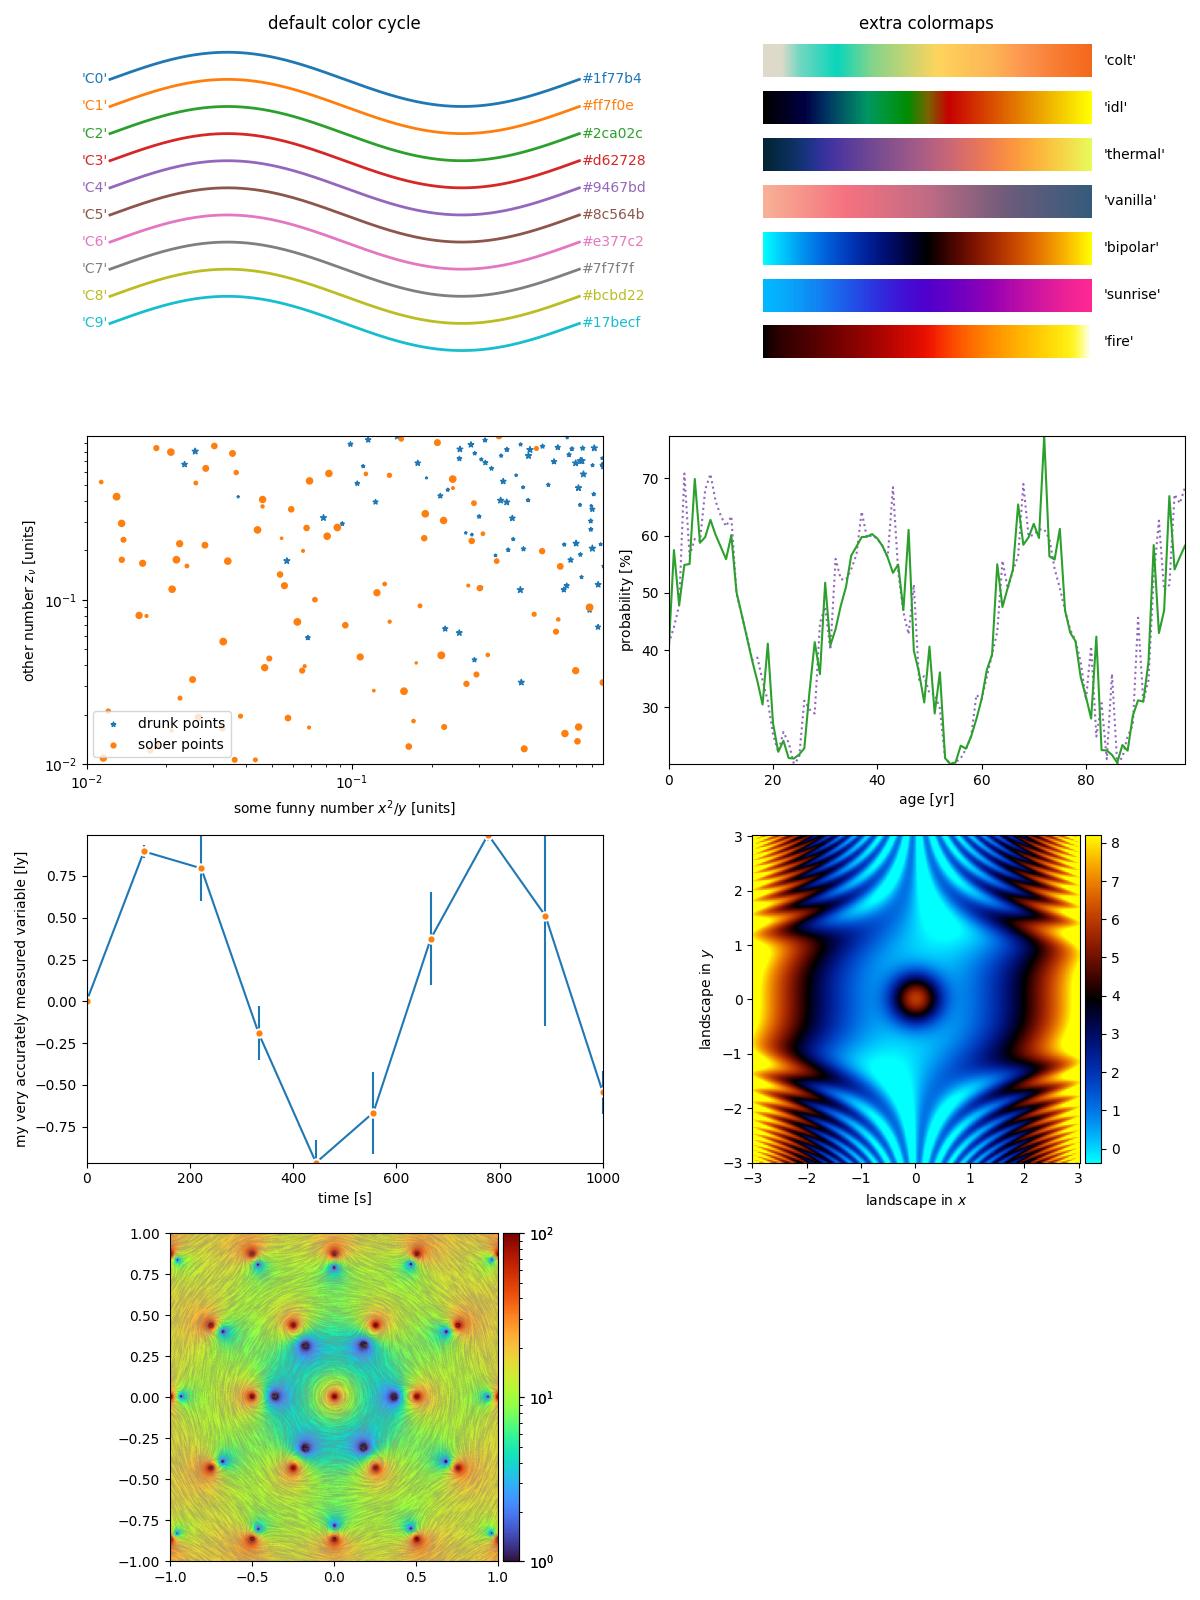 default color cycle
'C0' #1f77b4
'C1' #ff7f0e
'C2' #2ca02c
'C3' #d62728
'C4' #9467bd
'C5' #8c564b
'C6' #e377c2
'C7' #7f7f7f
'C8' #bcbd22
'C9' #17becf
extra colormaps
'colt'
'idl'
'thermal'
'vanilla'
'bipolar'
'sunrise'
'fire'
other number z_ν [units]
10⁻¹
10⁻²
drunk points
sober points
10⁻² 10⁻¹
some funny number x²/y [units]
probability [%]
70
60
50
40
30
0 20 40 60 80
age [yr]
my very accurately measured variable [ly]
0.75
0.50
0.25
0.00
−0.25
−0.50
−0.75
0 200 400 600 800 1000
time [s]
landscape in y
3
2
1
0
−1
−2
−3
−3 −2 −1 0 1 2 3
landscape in x
8
7
6
5
4
3
2
1
0
1.00
0.75
0.50
0.25
0.00
−0.25
−0.50
−0.75
−1.00
−1.0 −0.5 0.0 0.5 1.0
10²
10¹
10⁰